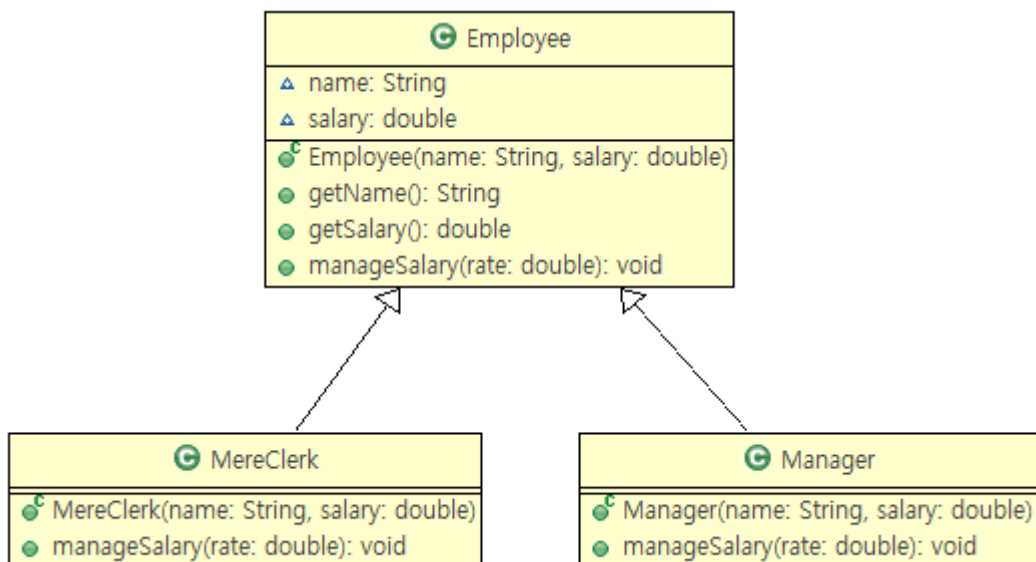 Employee
name: String
salary: double
Employee(name: String, salary: double)
getName(): String
getSalary(): double
manageSalary(rate: double): void
MereClerk
MereClerk(name: String, salary: double)
manageSalary(rate: double): void
Manager
Manager(name: String, salary: double)
manageSalary(rate: double): void